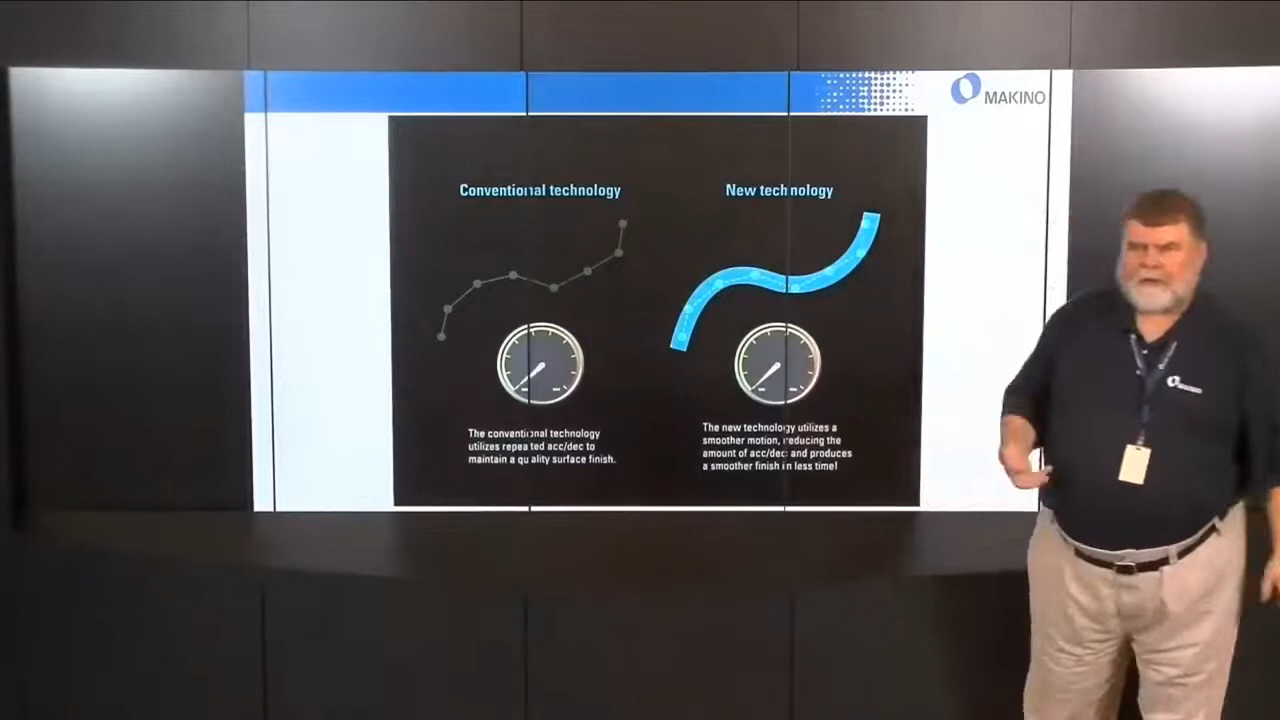 MAKINO
Conventional technology
New technology
The conventional technology
utilizes repeated acc/dec to
maintain a quality surface finish.
The new technology utilizes a
smoother motion, reducing the
amount of acc/dec and produces
a smoother finish in less time!